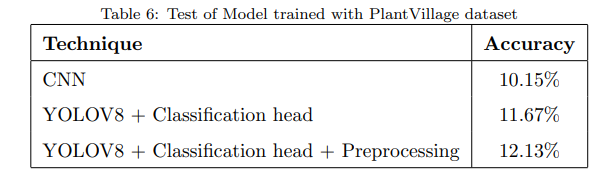 Table 6: Test of Model trained with PlantVillage dataset
Technique Accuracy
CNN 10.15%
YOLOV8 + Classification head 11.67%
YOLOV8 + Classification head + Preprocessing 12.13%